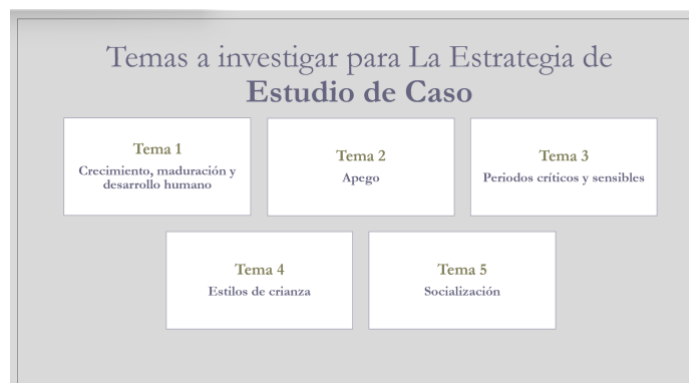 Temas a investigar para La Estrategia de
Estudio de Caso
Tema 1
Crecimiento, maduración y
desarrollo humano
Tema 2
Apego
Tema 3
Periodos críticos y sensibles
Tema 4
Estilos de crianza
Tema 5
Socialización